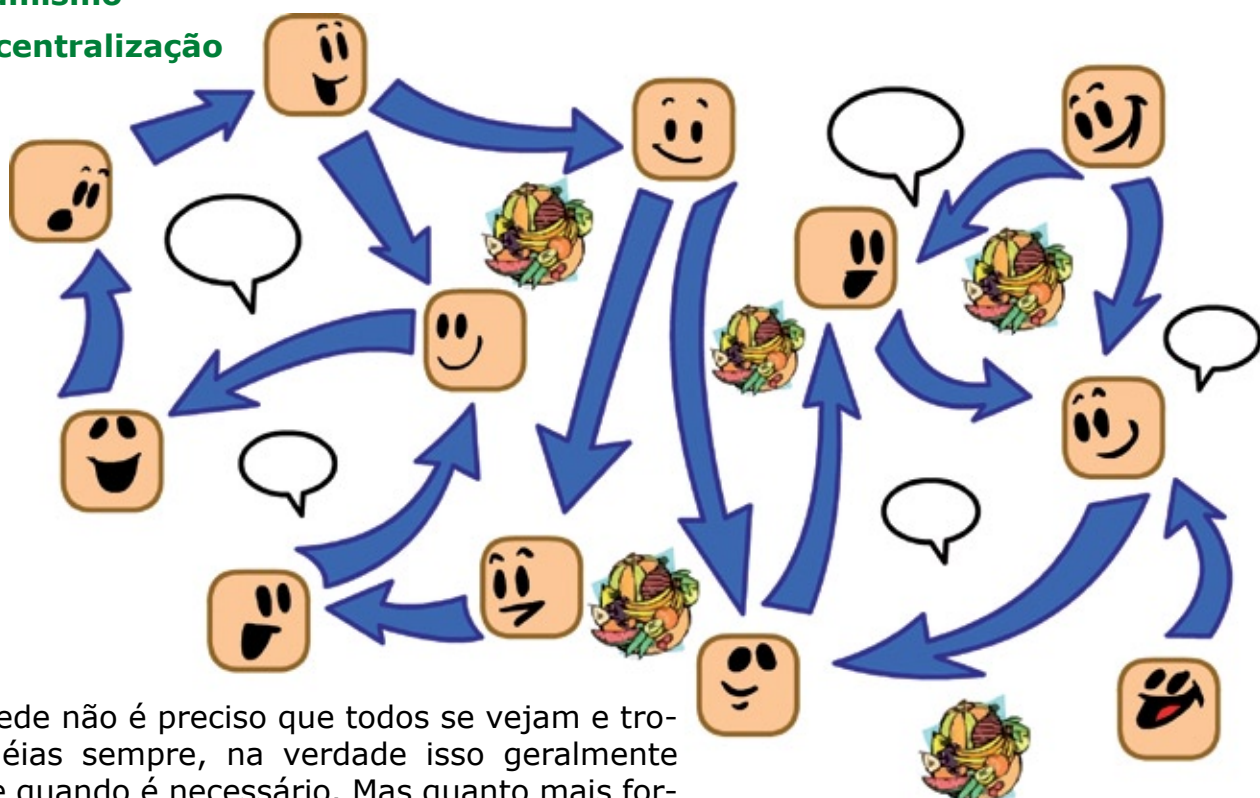 centralização
ede não é preciso que todos se vejam e tro-
éias sempre, na verdade isso geralmente
e quando é necessário. Mas quanto mais for-